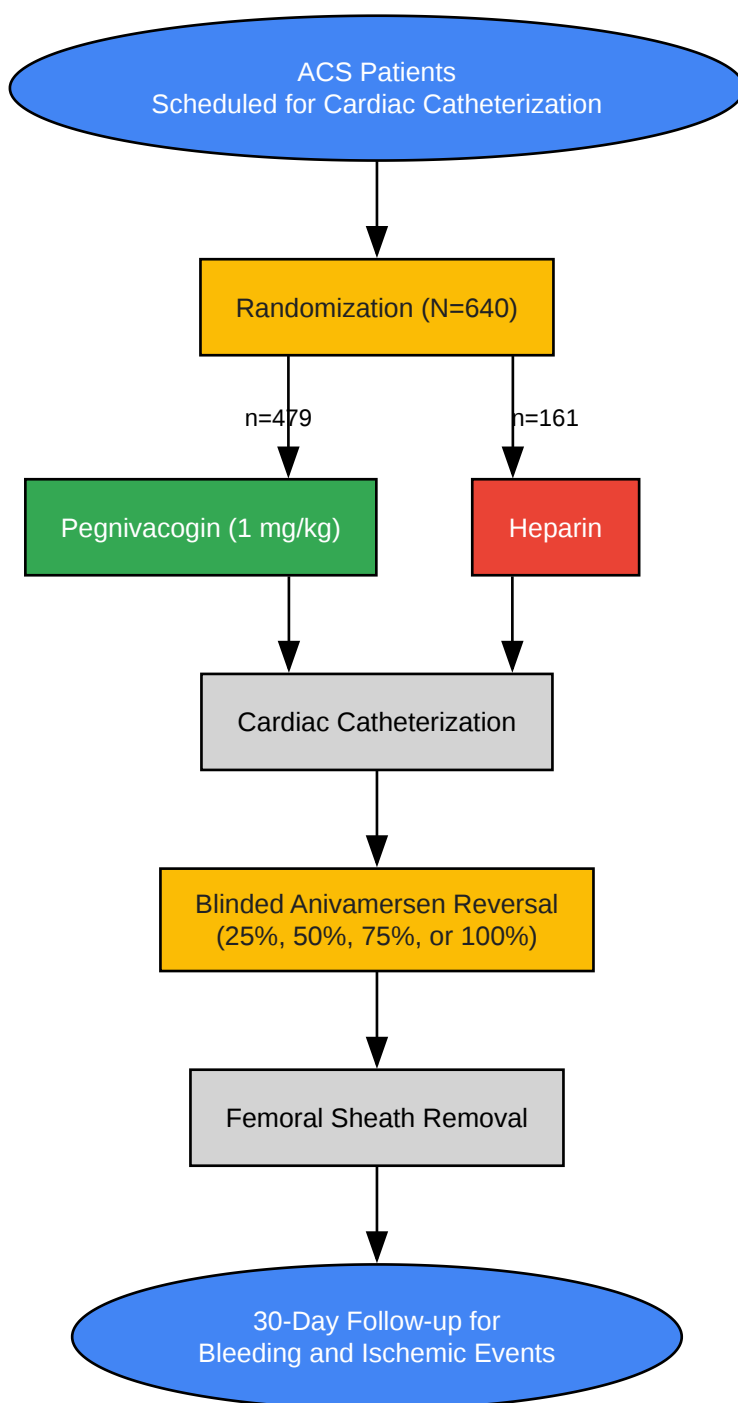 ACS Patients
Scheduled for Cardiac Catheterization
Randomization (N=640)
n=479
n=161
Pegnivacogin (1 mg/kg)
Heparin
Cardiac Catheterization
Blinded Anivamersen Reversal
(25%, 50%, 75%, or 100%)
Femoral Sheath Removal
30-Day Follow-up for
Bleeding and Ischemic Events